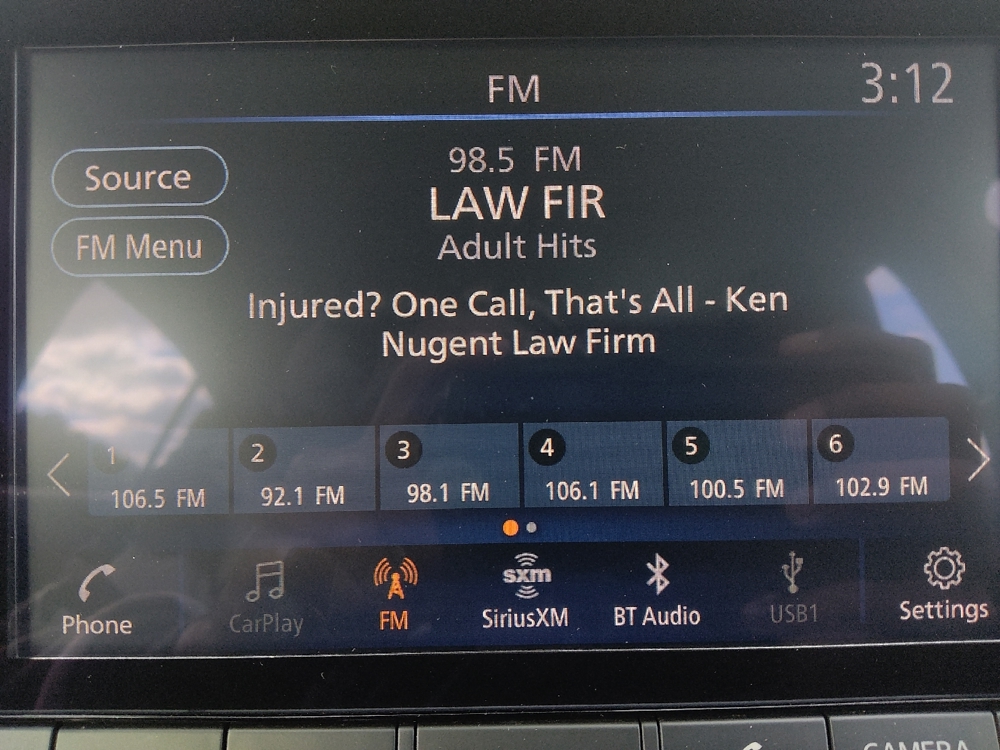 FM
3:12
Source
98.5 FM
LAW FIR
FM Menu
Adult Hits
Injured? One Call, That's All - Ken
Nugent Law Firm
1
2
3
4
5
6
106.5 FM
92.1 FM
98.1 FM
106.1 FM
100.5 FM
102.9 FM
sxm
Phone
CarPlay
FM
SiriusXM
BT Audio
USB1
Settings
CAMERA